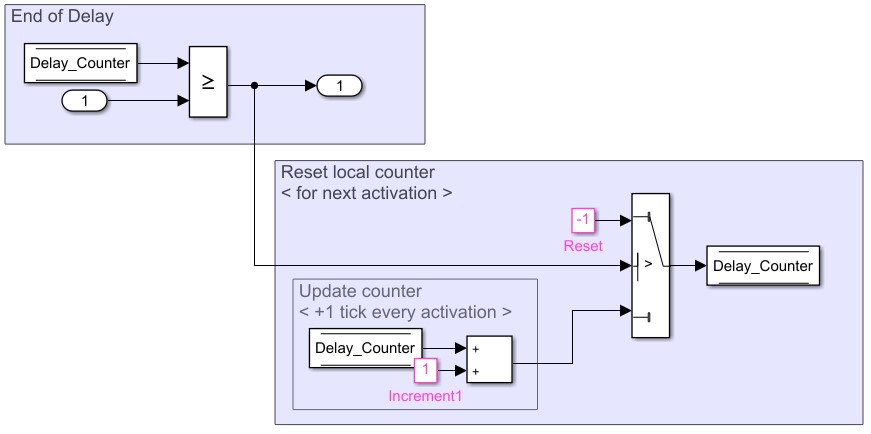 End of Delay
Delay_Counter
≥
1
1
Reset local counter
< for next activation >
-1
Reset
>
Delay_Counter
Update counter
< +1 tick every activation >
Delay_Counter
+
1
+
Increment1